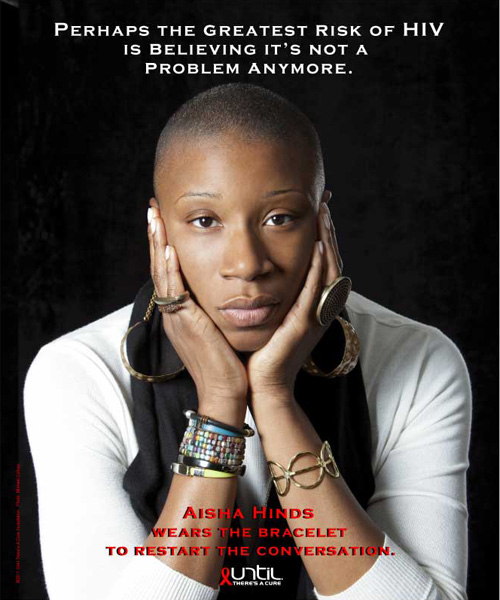 Perhaps the Greatest Risk of HIV
is Believing it's not a
Problem Anymore.
Aisha Hinds
wears the bracelet
to restart the conversation.
until
THERE'S A CURE